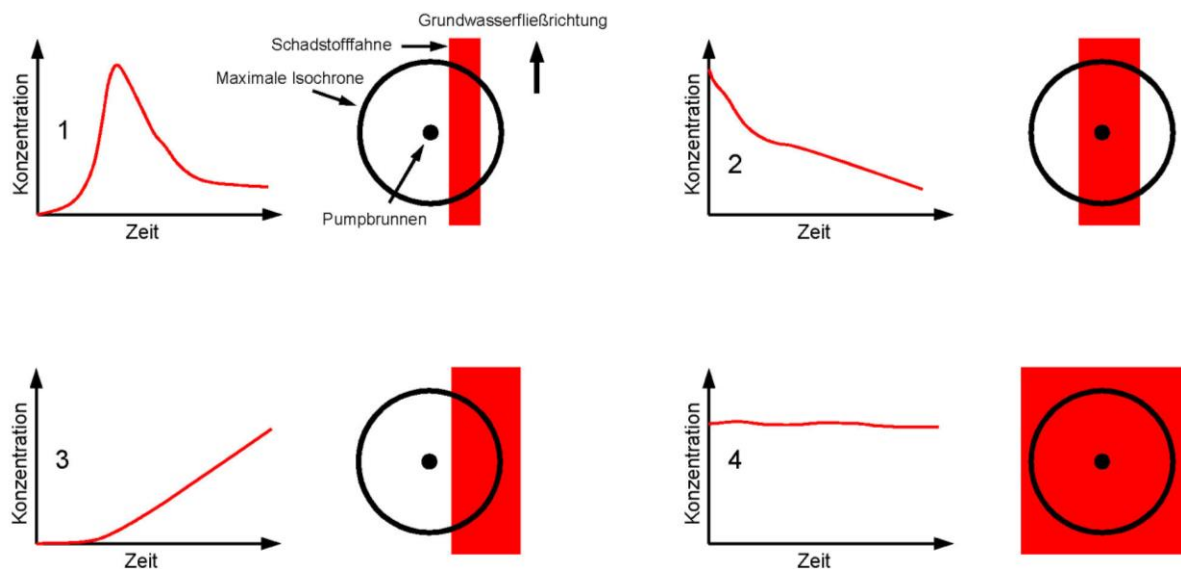 Grundwasserfließrichtung
Schadstofffahne
Maximale Isochrone
Konzentration
1
Pumpbrunnen
Zeit
Konzentration
2
Zeit
Konzentration
3
Zeit
Konzentration
4
Zeit